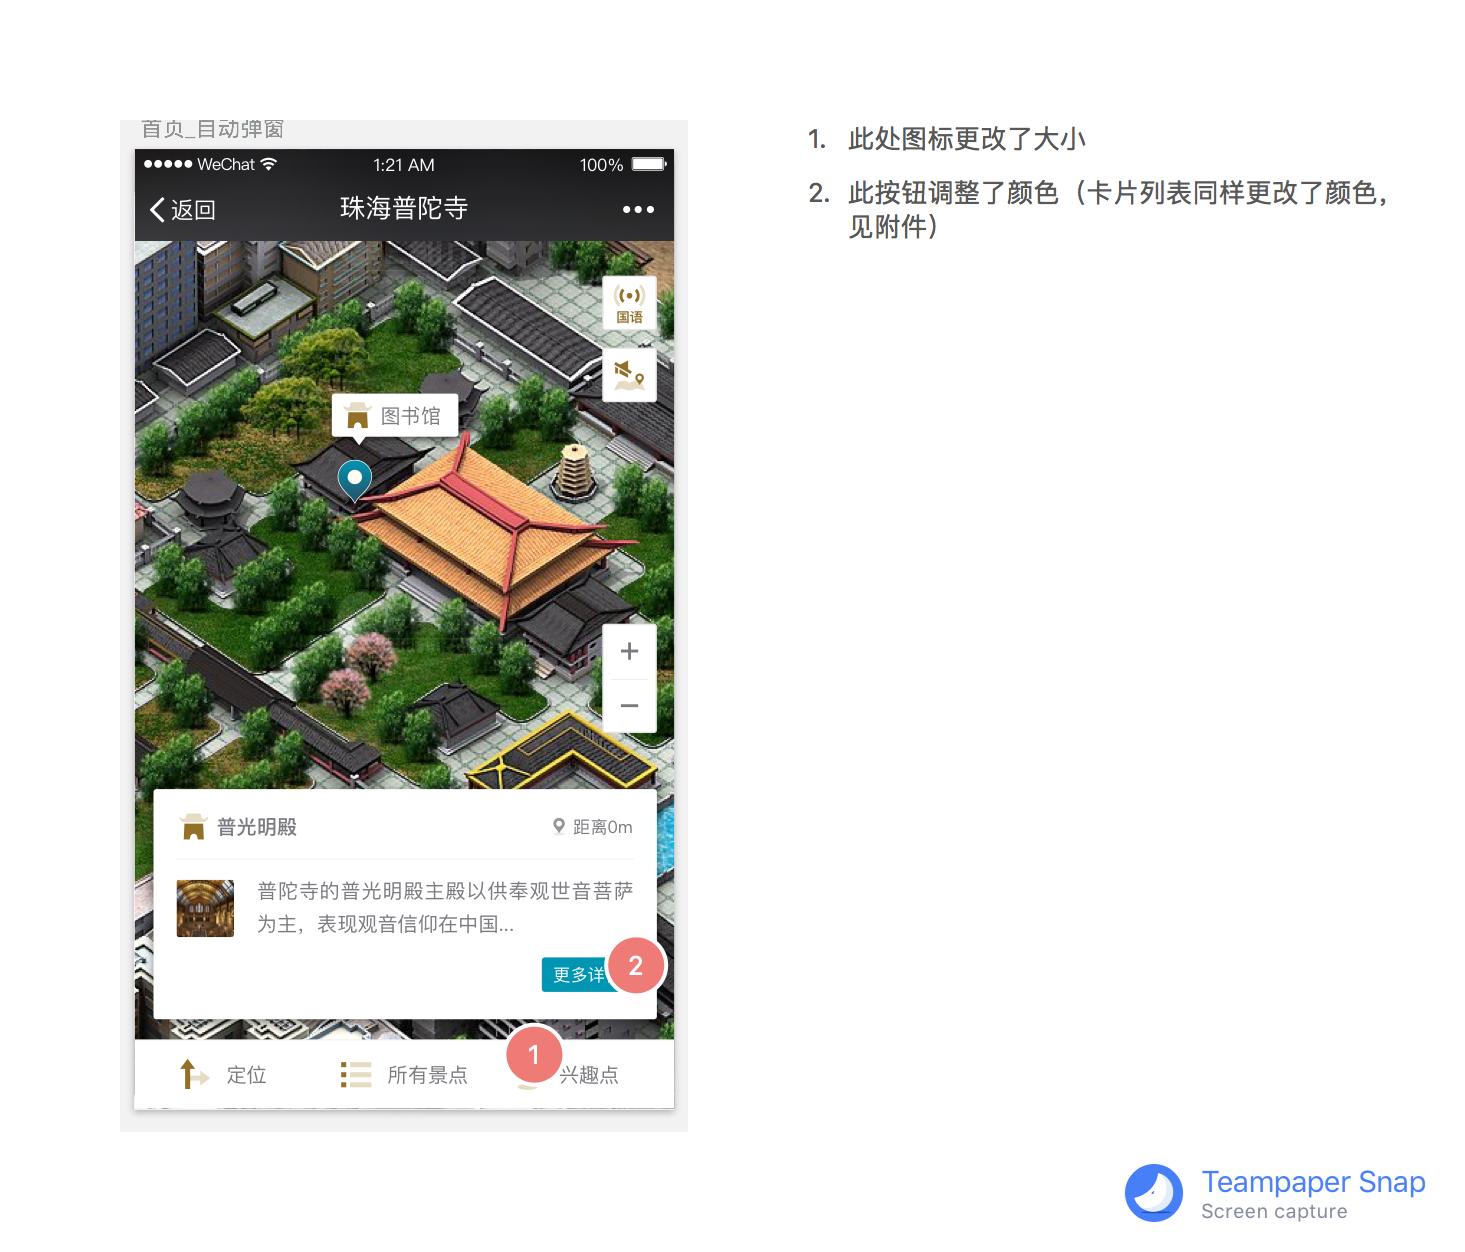 首页_自动弹窗
WeChat 1:21 AM 100%
返回 珠海普陀寺
国语
图书馆
普光明殿 距离0m
普陀寺的普光明殿主殿以供奉观世音菩萨
为主，表现观音信仰在中国...
更多详
2
1
定位 所有景点 兴趣点
1. 此处图标更改了大小
2. 此按钮调整了颜色（卡片列表同样更改了颜色，
见附件）
Teampaper Snap
Screen capture